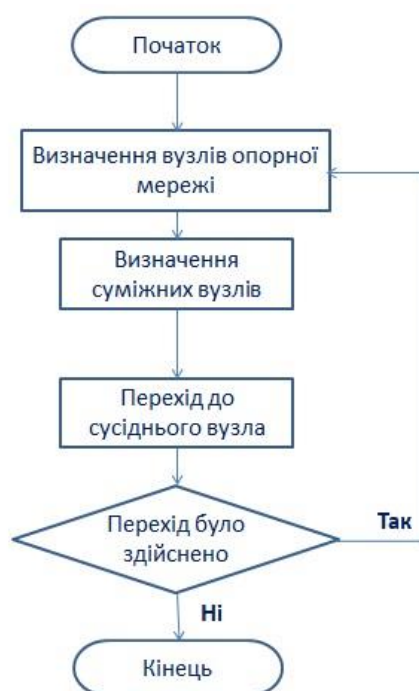 Початок
Визначення вузлів опорної
мережі
Визначення
суміжних вузлів
Перехід до
сусіднього вузла
Перехід було
здійснено
Так
Ні
Кінець